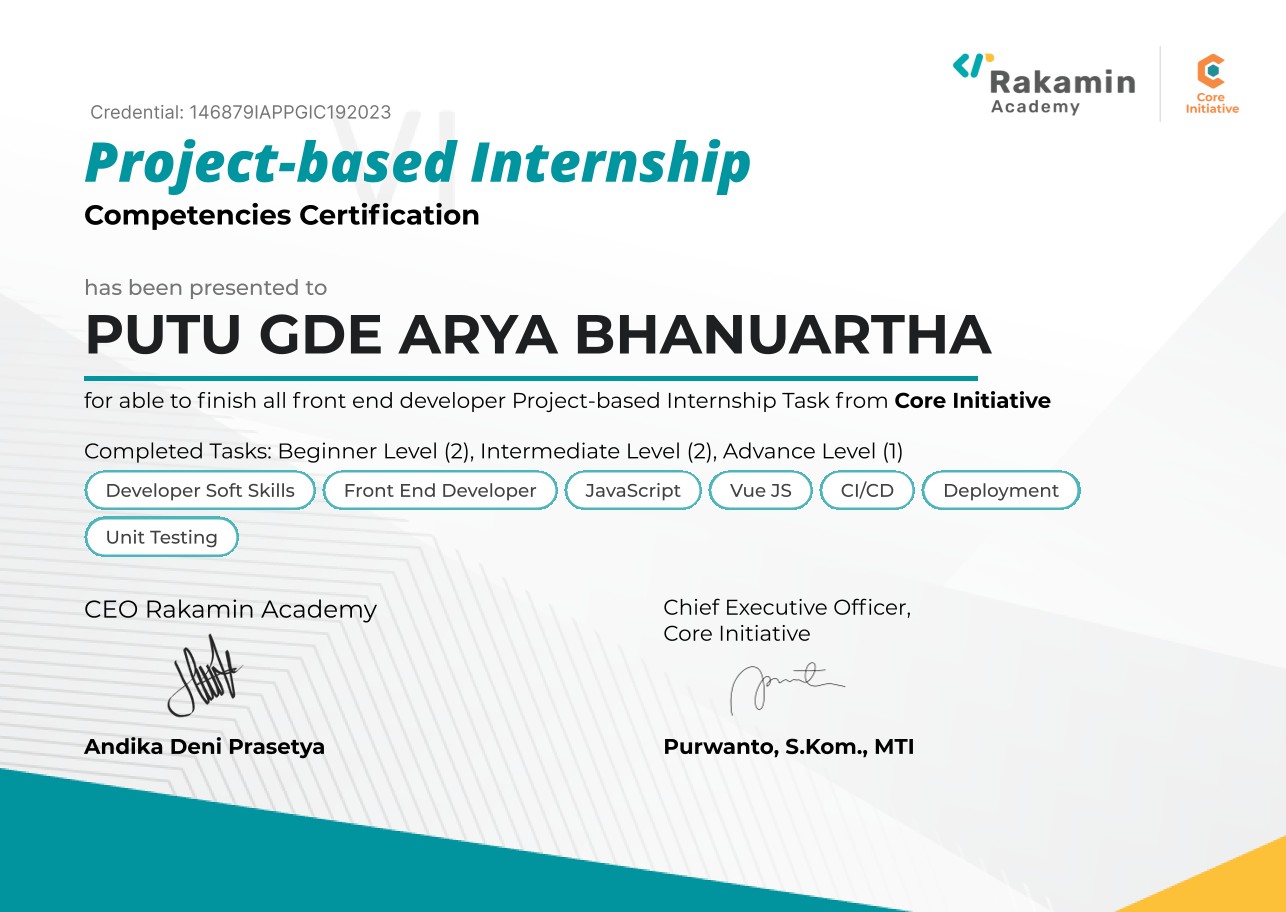 Rakamin
Academy
Core
Initiative
Credential: 146879IAPPGIC192023
VI
Project-based Internship
Competencies Certification
has been presented to
PUTU GDE ARYA BHANUARTHA
for able to finish all front end developer Project-based Internship Task from Core Initiative
Completed Tasks: Beginner Level (2), Intermediate Level (2), Advance Level (1)
Developer Soft Skills Front End Developer JavaScript Vue JS CI/CD Deployment
Unit Testing
CEO Rakamin Academy
Andika Deni Prasetya
Chief Executive Officer,
Core Initiative
Purwanto, S.Kom., MTI